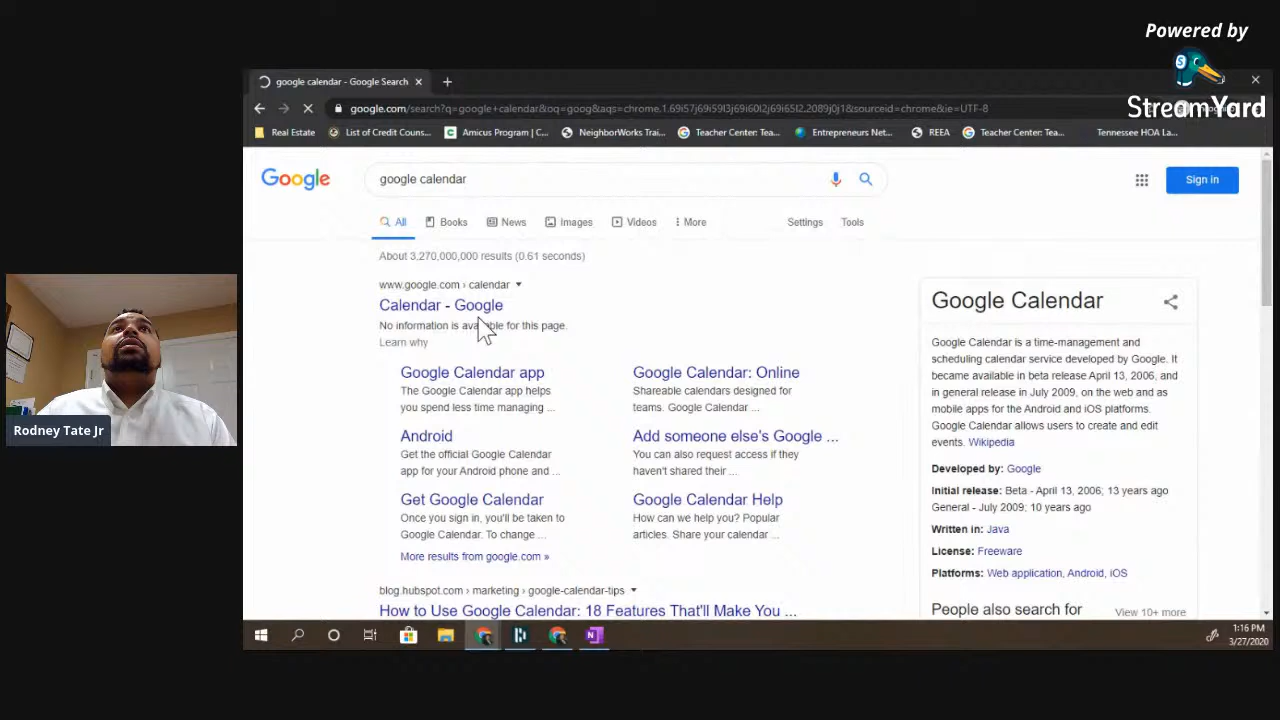 Powered by
StreamYard
google calendar - Google Search
google.com/search?q=google+calendar&oq=goog&aqs=chrome.1.69i57j69i59l3j69i60l2j69i65l2.2089j0j1&sourceid=chrome&ie=UTF-8
Real Estate
List of Credit Couns...
Amicus Program | C...
NeighborWorks Trai...
Teacher Center: Tea...
Entrepreneurs Net...
REEA
Teacher Center: Tea...
Tennessee HOA La...
Google
google calendar
Sign in
All
Books
News
Images
Videos
More
Settings
Tools
About 3,270,000,000 results (0.61 seconds)
www.google.com › calendar
Calendar - Google
No information is available for this page.
Learn why
Google Calendar app
The Google Calendar app helps
you spend less time managing ...
Google Calendar: Online
Shareable calendars designed for
teams. Google Calendar ...
Android
Get the official Google Calendar
app for your Android phone and ...
Add someone else's Google ...
You can also request access if they
haven't shared their ...
Get Google Calendar
Once you sign in, you'll be taken to
Google Calendar. To change ...
Google Calendar Help
How can we help you? Popular
articles. Share your calendar ...
More results from google.com »
blog.hubspot.com › marketing › google-calendar-tips
How to Use Google Calendar: 18 Features That'll Make You ...
Google Calendar
Google Calendar is a time-management and
scheduling calendar service developed by Google. It
became available in beta release April 13, 2006, and
in general release in July 2009, on the web and as
mobile apps for the Android and iOS platforms.
Google Calendar allows users to create and edit
events. Wikipedia
Developed by: Google
Initial release: Beta - April 13, 2006; 13 years ago
General - July 2009; 10 years ago
Written in: Java
License: Freeware
Platforms: Web application, Android, iOS
People also search for
View 10+ more
Rodney Tate Jr
1:16 PM
3/27/2020